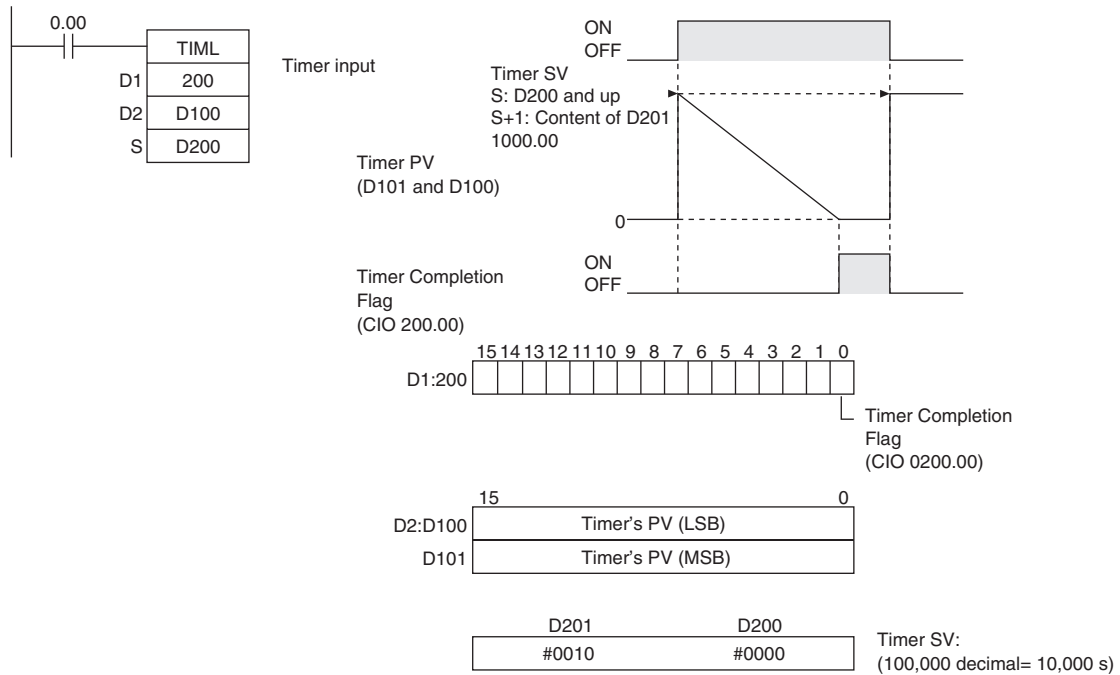 0.00
TIML
D1 200
D2 D100
S D200
Timer input
ON
OFF
Timer SV
S: D200 and up
S+1: Content of D201
1000.00
Timer PV
(D101 and D100)
0
Timer Completion
Flag
(CIO 200.00)
ON
OFF
15 14 13 12 11 10 9 8 7 6 5 4 3 2 1 0
D1:200
Timer Completion
Flag
(CIO 0200.00)
15 0
D2:D100 Timer's PV (LSB)
D101 Timer's PV (MSB)
D201 D200
#0010 #0000
Timer SV:
(100,000 decimal= 10,000 s)